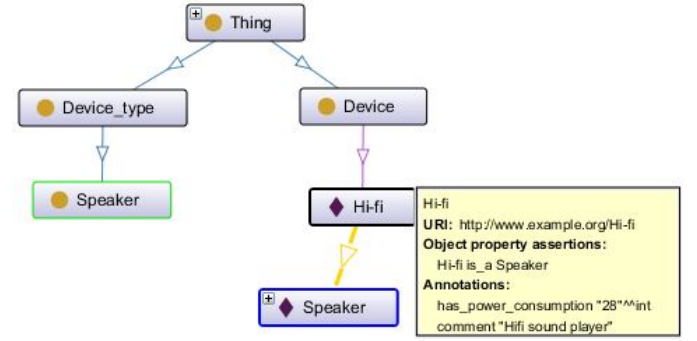 Thing
Device_type
Device
Speaker
Hi-fi
Speaker
Hi-fi
URI: http://www.example.org/Hi-fi
Object property assertions:
Hi-fi is_a Speaker
Annotations:
has_power_consumption "28"^^int
comment "Hifi sound player"